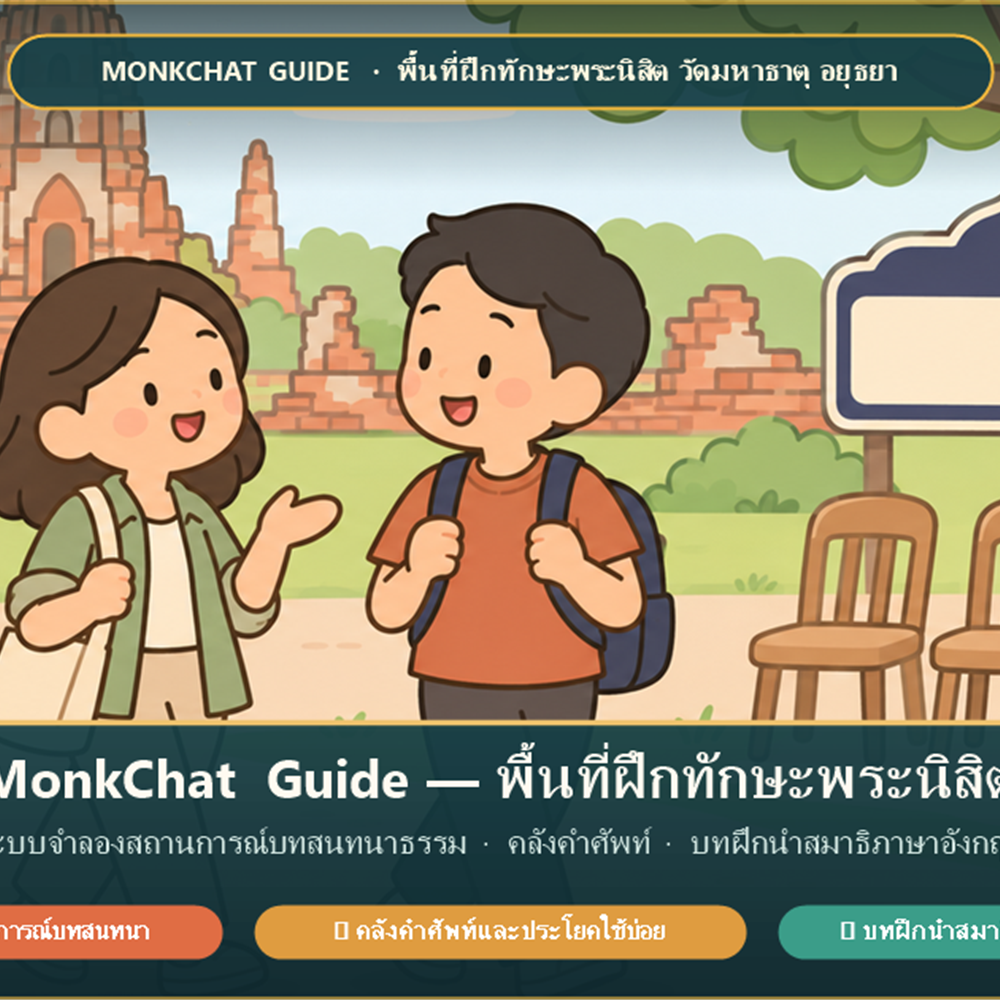 MONKCHAT GUIDE · พื้นที่ฝึกทักษะพระนิสิต วัดมหาธาตุ อยุธยา
MonkChat Guide — พื้นที่ฝึกทักษะพระนิสิต
ระบบจำลองสถานการณ์บทสนทนาธรรม · คลังคำศัพท์ · บทฝึกนำสมาธิภาษาอังกฤษ
การณ์บทสนทนา
คลังคำศัพท์และประโยคใช้บ่อย
บทฝึกนำสมา